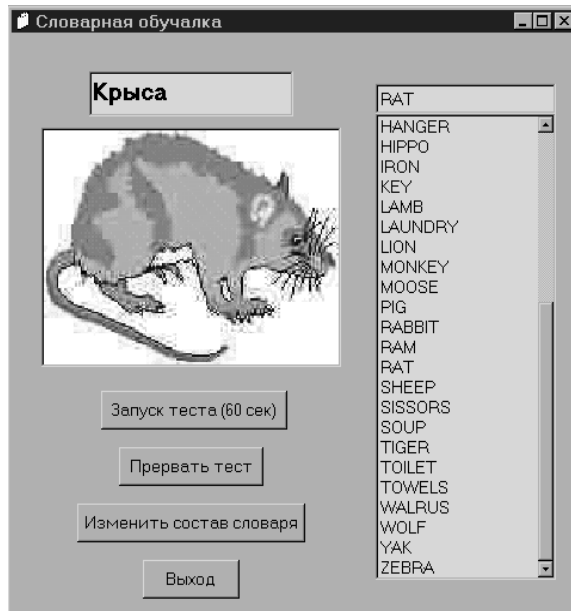 Словарная обучалка
Крыса
RAT
HANGER
HIPPO
IRON
KEY
LAMB
LAUNDRY
LION
MONKEY
MOOSE
PIG
RABBIT
RAM
RAT
SHEEP
SISSORS
SOUP
TIGER
TOILET
TOWELS
WALRUS
WOLF
YAK
ZEBRA
Запуск теста (60 сек)
Прервать тест
Изменить состав словаря
Выход